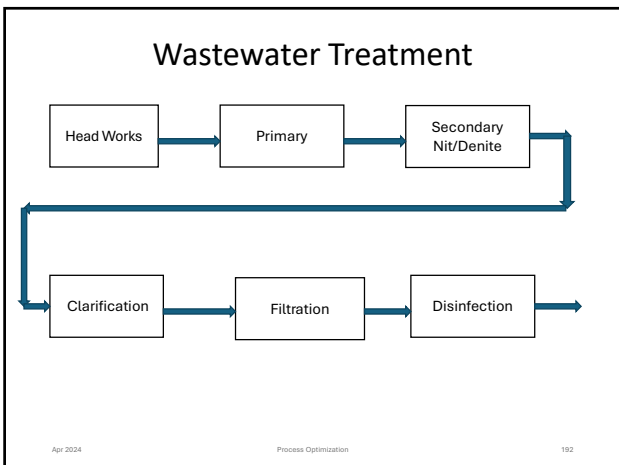 Wastewater Treatment
Head Works
Primary
Secondary
Nit/Denite
Clarification
Filtration
Disinfection
Apr 2024
Process Optimization
192